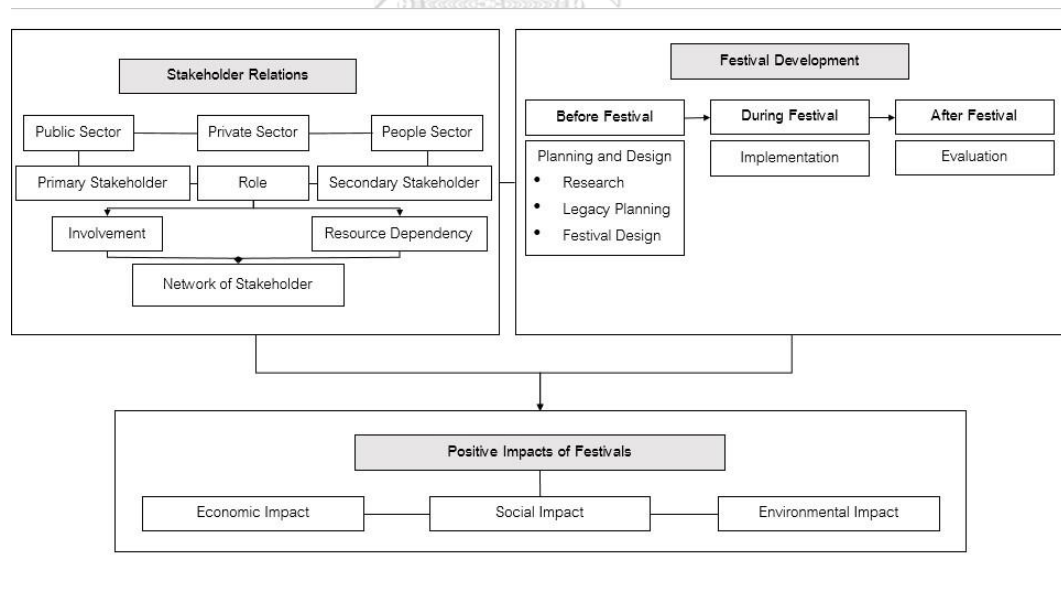 Stakeholder Relations
Public Sector
Private Sector
People Sector
Primary Stakeholder
Role
Secondary Stakeholder
Involvement
Resource Dependency
Network of Stakeholder
Festival Development
Before Festival
During Festival
After Festival
Planning and Design
• Research
• Legacy Planning
• Festival Design
Implementation
Evaluation
Positive Impacts of Festivals
Economic Impact
Social Impact
Environmental Impact